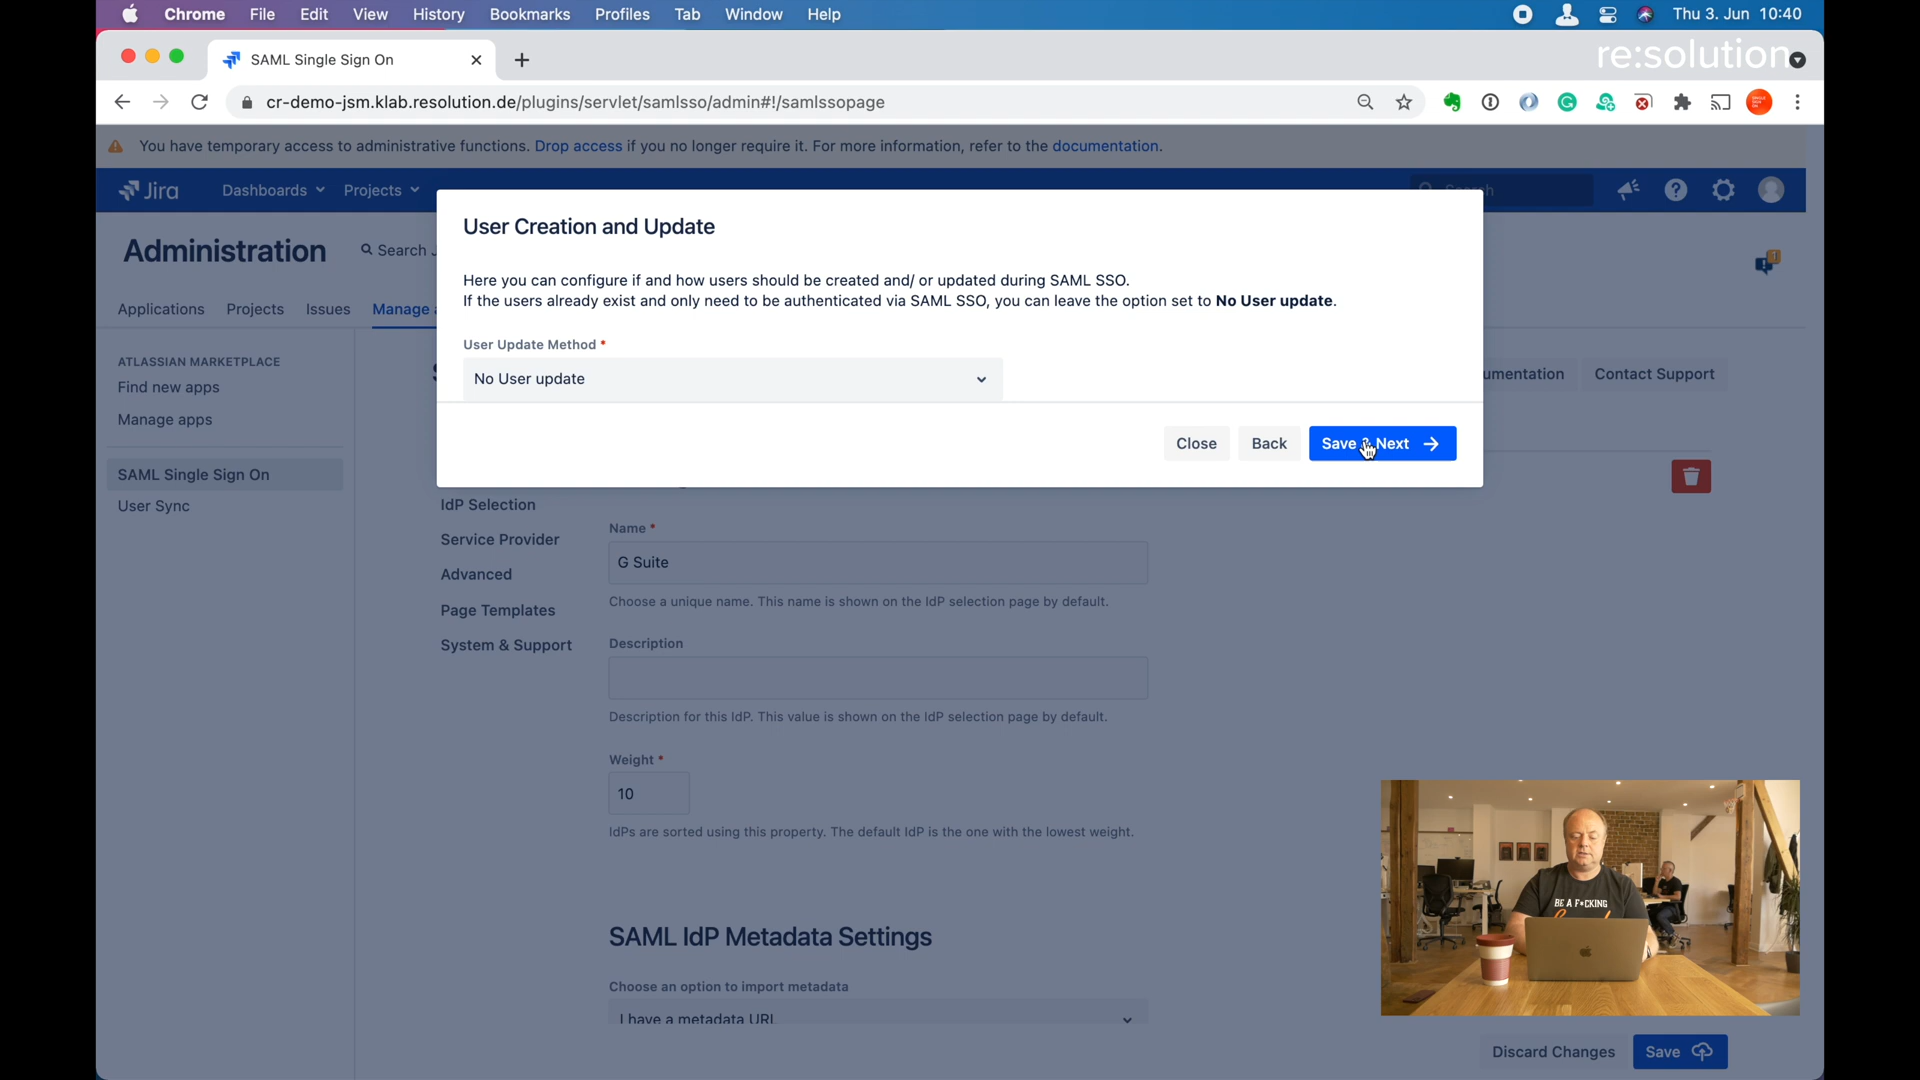 Chrome File Edit View History Bookmarks Profiles Tab Window Help
Thu 3. Jun 10:40
SAML Single Sign On
re:solution
cr-demo-jsm.klab.resolution.de/plugins/servlet/samlsso/admin#!/samlssopage
You have temporary access to administrative functions. Drop access if you no longer require it. For more information, refer to the documentation.
Jira Dashboards Projects
Administration
Applications Projects Issues Manage
User Creation and Update
Here you can configure if and how users should be created and/ or updated during SAML SSO.
If the users already exist and only need to be authenticated via SAML SSO, you can leave the option set to No User update.
User Update Method *
No User update
Close Back Save & Next
Contact Support
ATLASSIAN MARKETPLACE
Find new apps
Manage apps
SAML Single Sign On
User Sync
IdP Selection
Service Provider
Advanced
Page Templates
System & Support
Name *
G Suite
Choose a unique name. This name is shown on the IdP selection page by default.
Description
Description for this IdP. This value is shown on the IdP selection page by default.
Weight *
10
IdPs are sorted using this property. The default IdP is the one with the lowest weight.
SAML IdP Metadata Settings
Choose an option to import metadata
I have a metadata URL
BE A F*CKING
Discard Changes Save